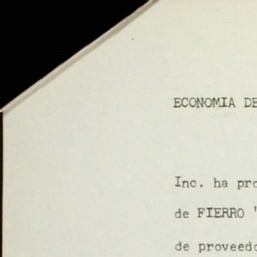 ECONOMIA DE
Inc. ha pro
de FIERRO "
de proveedo